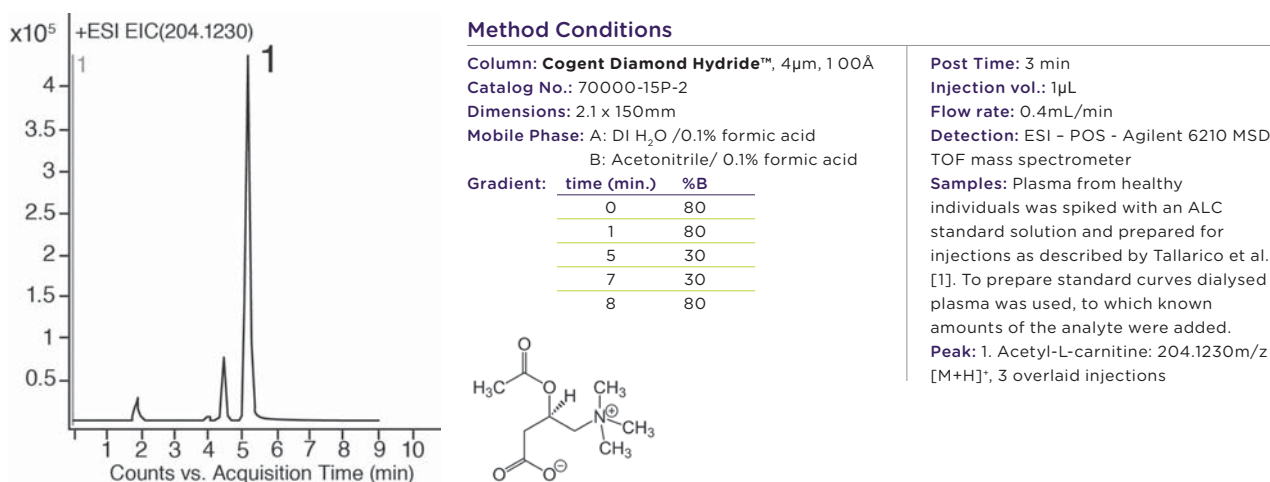 x10⁵
+ESI EIC(204.1230)
1
1
4
3.5
3
2.5
2
1.5
1
0.5
1 2 3 4 5 6 7 8 9 10
Counts vs. Acquisition Time (min)
Method Conditions
Column: Cogent Diamond Hydride™, 4µm, 1 00Å
Catalog No.: 70000-15P-2
Dimensions: 2.1 x 150mm
Mobile Phase: A: DI H₂O /0.1% formic acid
B: Acetonitrile/ 0.1% formic acid
Gradient: time (min.) %B
0 80
1 80
5 30
7 30
8 80
O
H₃C
O
H
CH₃
N⊕
CH₃
CH₃
O
O⊖
Post Time: 3 min
Injection vol.: 1µL
Flow rate: 0.4mL/min
Detection: ESI – POS - Agilent 6210 MSD
TOF mass spectrometer
Samples: Plasma from healthy
individuals was spiked with an ALC
standard solution and prepared for
injections as described by Tallarico et al.
[1]. To prepare standard curves dialysed
plasma was used, to which known
amounts of the analyte were added.
Peak: 1. Acetyl-L-carnitine: 204.1230m/z
[M+H]⁺, 3 overlaid injections